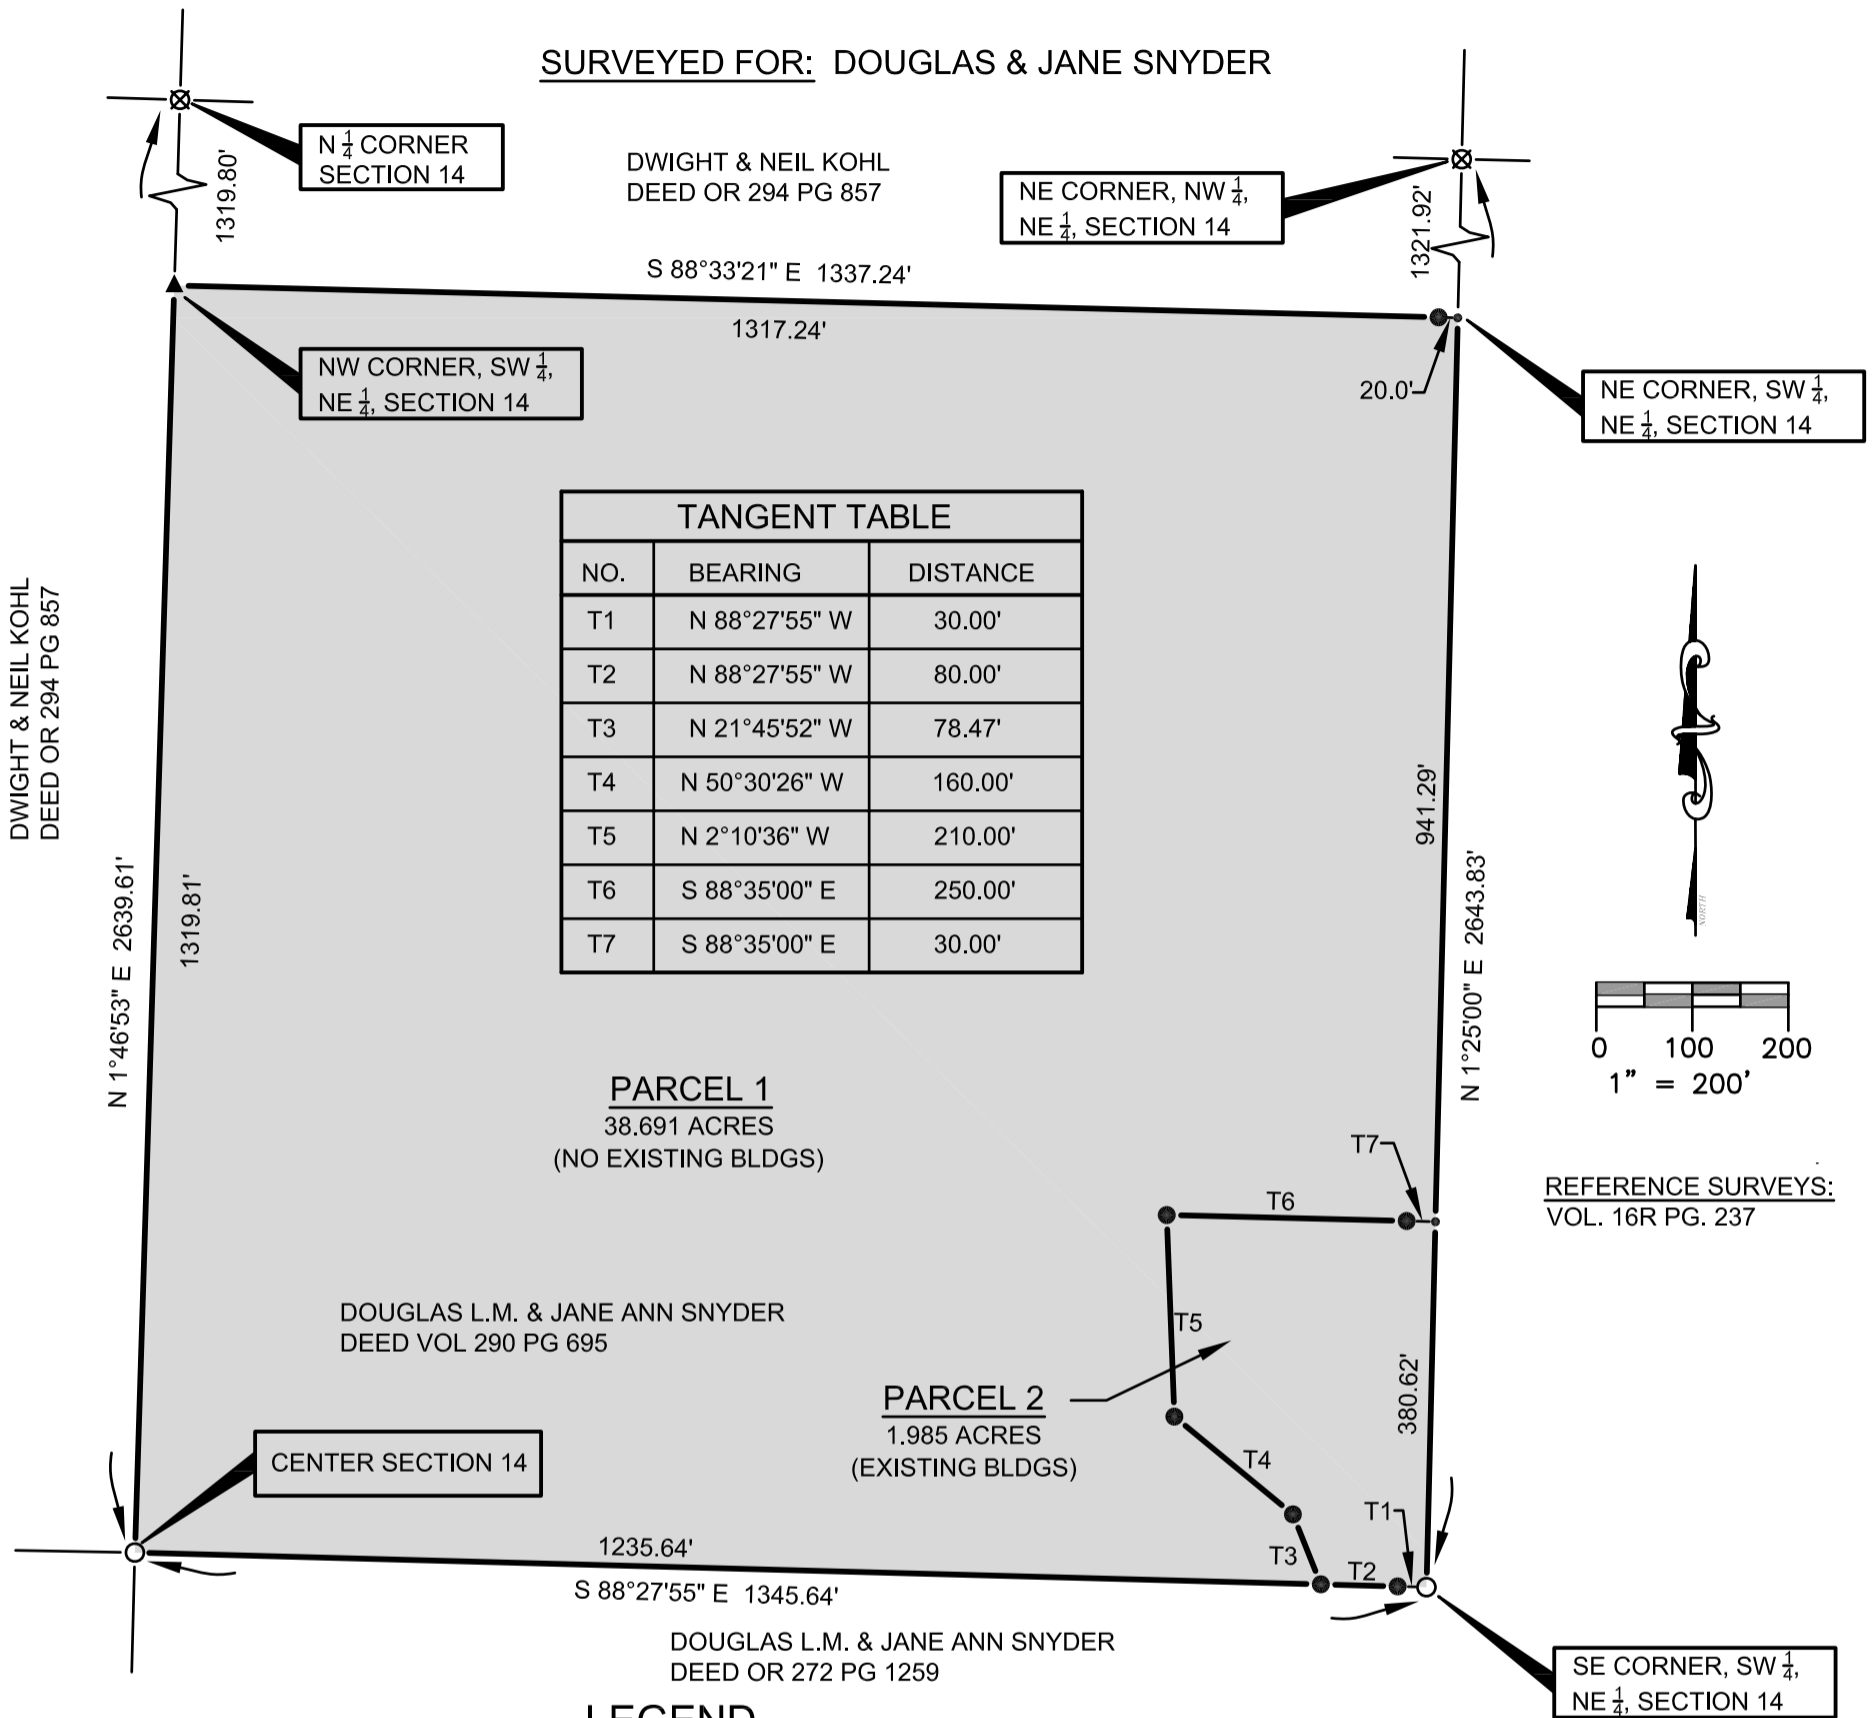 SURVEYED FOR: DOUGLAS & JANE SNYDER
N 1/4 CORNER
SECTION 14
1319.80'
DWIGHT & NEIL KOHL
DEED OR 294 PG 857
NE CORNER, NW 1/4,
NE 1/4, SECTION 14
1321.92'
S 88°33'21" E 1337.24'
1317.24'
20.0'
NW CORNER, SW 1/4,
NE 1/4, SECTION 14
NE CORNER, SW 1/4,
NE 1/4, SECTION 14
TANGENT TABLE
NO. BEARING DISTANCE
T1 N 88°27'55" W 30.00'
T2 N 88°27'55" W 80.00'
T3 N 21°45'52" W 78.47'
T4 N 50°30'26" W 160.00'
T5 N 2°10'36" W 210.00'
T6 S 88°35'00" E 250.00'
T7 S 88°35'00" E 30.00'
DWIGHT & NEIL KOHL
DEED OR 294 PG 857
N 1°46'53" E 2639.61'
1319.81'
941.29'
N 1°25'00" E 2643.83'
NORTH
0 100 200
1" = 200'
PARCEL 1
38.691 ACRES
(NO EXISTING BLDGS)
T7
T6
REFERENCE SURVEYS:
VOL. 16R PG. 237
DOUGLAS L.M. & JANE ANN SNYDER
DEED VOL 290 PG 695
T5
380.62'
PARCEL 2
1.985 ACRES
(EXISTING BLDGS)
CENTER SECTION 14
T4
T1
T3
T2
1235.64'
S 88°27'55" E 1345.64'
DOUGLAS L.M. & JANE ANN SNYDER
DEED OR 272 PG 1259
SE CORNER, SW 1/4,
NE 1/4, SECTION 14
LEGEND